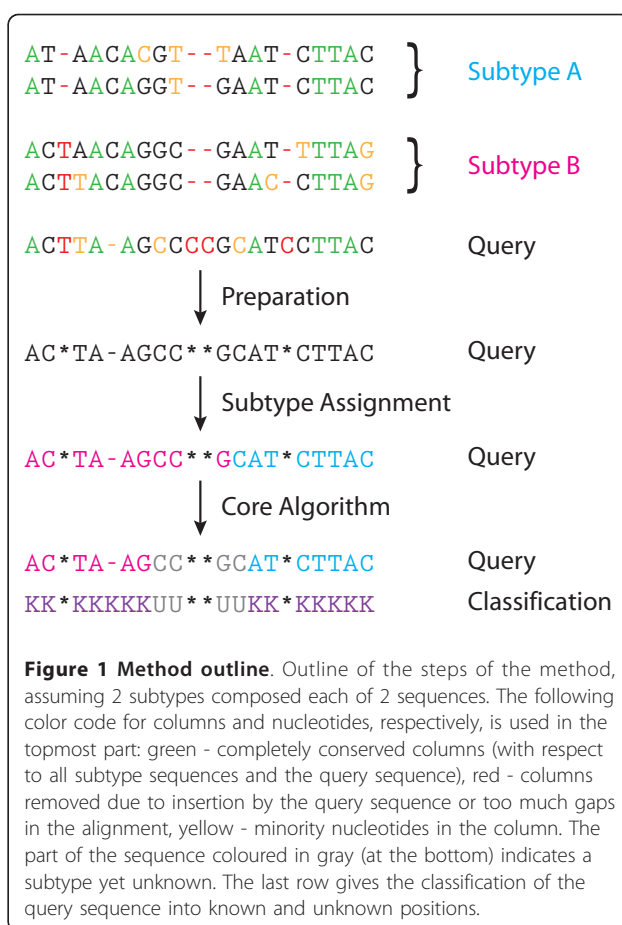 AT-AACACGT--TAAT-CTTAC
AT-AACAGGT--GAAT-CTTAC
} Subtype A
ACTAACAGGC--GAAT-TTTAG
ACTTACAGGC--GAAC-CTTAG
} Subtype B
ACTTA-AGCCCCGCATCCTTAC Query
Preparation
AC*TA-AGCC**GCAT*CTTAC Query
Subtype Assignment
AC*TA-AGCC**GCAT*CTTAC Query
Core Algorithm
AC*TA-AGCC**GCAT*CTTAC Query
KK*KKKKKUU**UUKK*KKKKK Classification
Figure 1 Method outline. Outline of the steps of the method,
assuming 2 subtypes composed each of 2 sequences. The following
color code for columns and nucleotides, respectively, is used in the
topmost part: green - completely conserved columns (with respect
to all subtype sequences and the query sequence), red - columns
removed due to insertion by the query sequence or too much gaps
in the alignment, yellow - minority nucleotides in the column. The
part of the sequence coloured in gray (at the bottom) indicates a
subtype yet unknown. The last row gives the classification of the
query sequence into known and unknown positions.